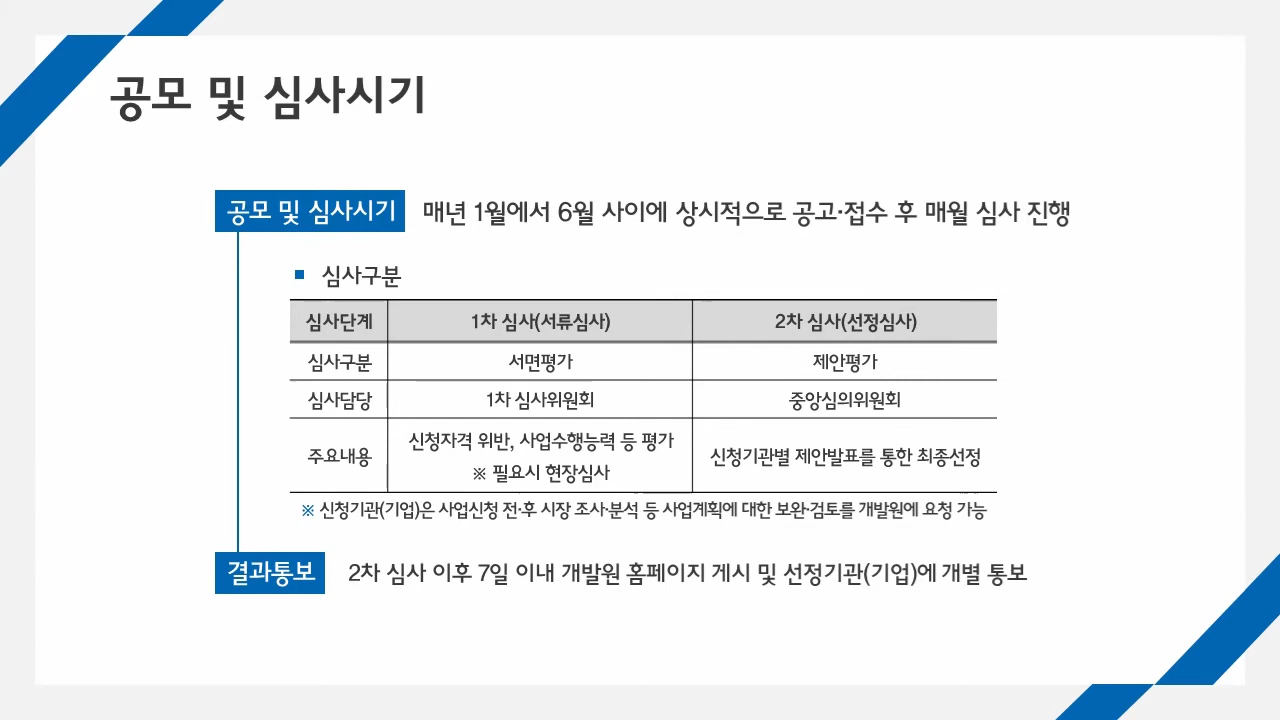 공모 및 심사시기
공모 및 심사시기 매년 1월에서 6월 사이에 상시적으로 공고·접수 후 매월 심사 진행
■ 심사구분
심사단계 1차 심사(서류심사) 2차 심사(선정심사)
심사구분 서면평가 제안평가
심사담당 1차 심사위원회 중앙심의위원회
주요내용 신청자격 위반, 사업수행능력 등 평가 신청기관별 제안발표를 통한 최종선정
※ 필요시 현장심사
※ 신청기관(기업)은 사업신청 전·후 시장 조사·분석 등 사업계획에 대한 보완·검토를 개발원에 요청 가능
결과통보 2차 심사 이후 7일 이내 개발원 홈페이지 게시 및 선정기관(기업)에 개별 통보